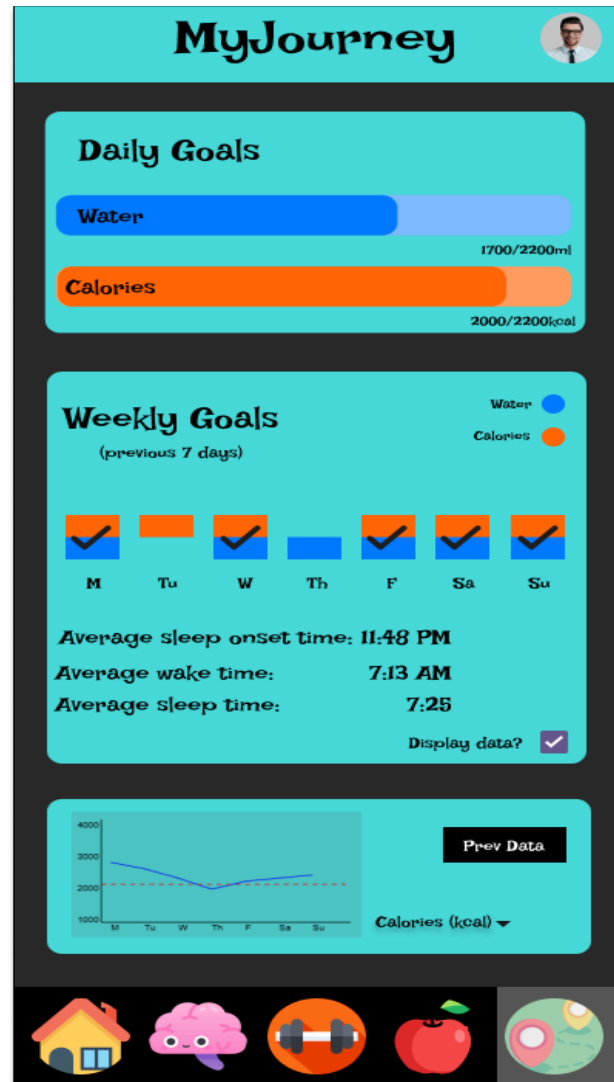 MyJourney
Daily Goals
Water
1700/2200ml
Calories
2000/2200kcal
Weekly Goals
(previous 7 days)
Water
Calories
M Tu W Th F Sa Su
Average sleep onset time: 11:48 PM
Average wake time: 7:13 AM
Average sleep time: 7:25
Display data?
4000
3000
2000
1000
M Tu W Th F Sa Su
Prev Data
Calories (kcal)